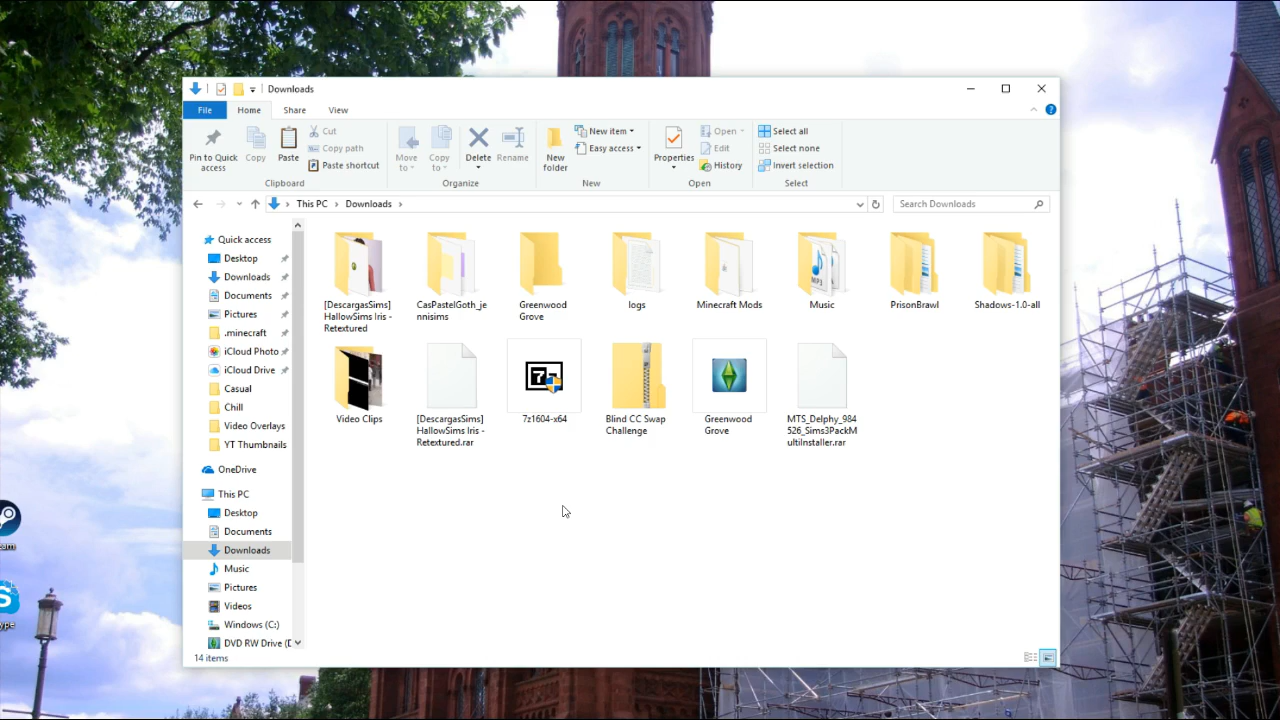 Downloads
File
Home
Share
View
Pin to Quick
access
Copy
Paste
Cut
Copy path
Paste shortcut
Clipboard
Move
to
Copy
to
Delete
Rename
Organize
New
folder
New item
Easy access
New
Properties
Open
Edit
History
Open
Select all
Select none
Invert selection
Select
This PC
Downloads
Search Downloads
Quick access
Desktop
Downloads
Documents
Pictures
.minecraft
iCloud Photo
iCloud Drive
Casual
Chill
Video Overlays
YT Thumbnails
OneDrive
This PC
Desktop
Documents
Downloads
Music
Pictures
Videos
Windows (C:)
DVD RW Drive (D
[DescargasSims]
HallowSims Iris -
Retextured
CasPastelGoth_je
nnisims
Greenwood
Grove
logs
Minecraft Mods
MP3
Music
PrisonBrawl
Shadows-1.0-all
Video Clips
[DescargasSims]
HallowSims Iris -
Retextured.rar
7z
7z1604-x64
Blind CC Swap
Challenge
Greenwood
Grove
MTS_Delphy_984
526_Sims3PackM
ultiInstaller.rar
14 items
eam
ype